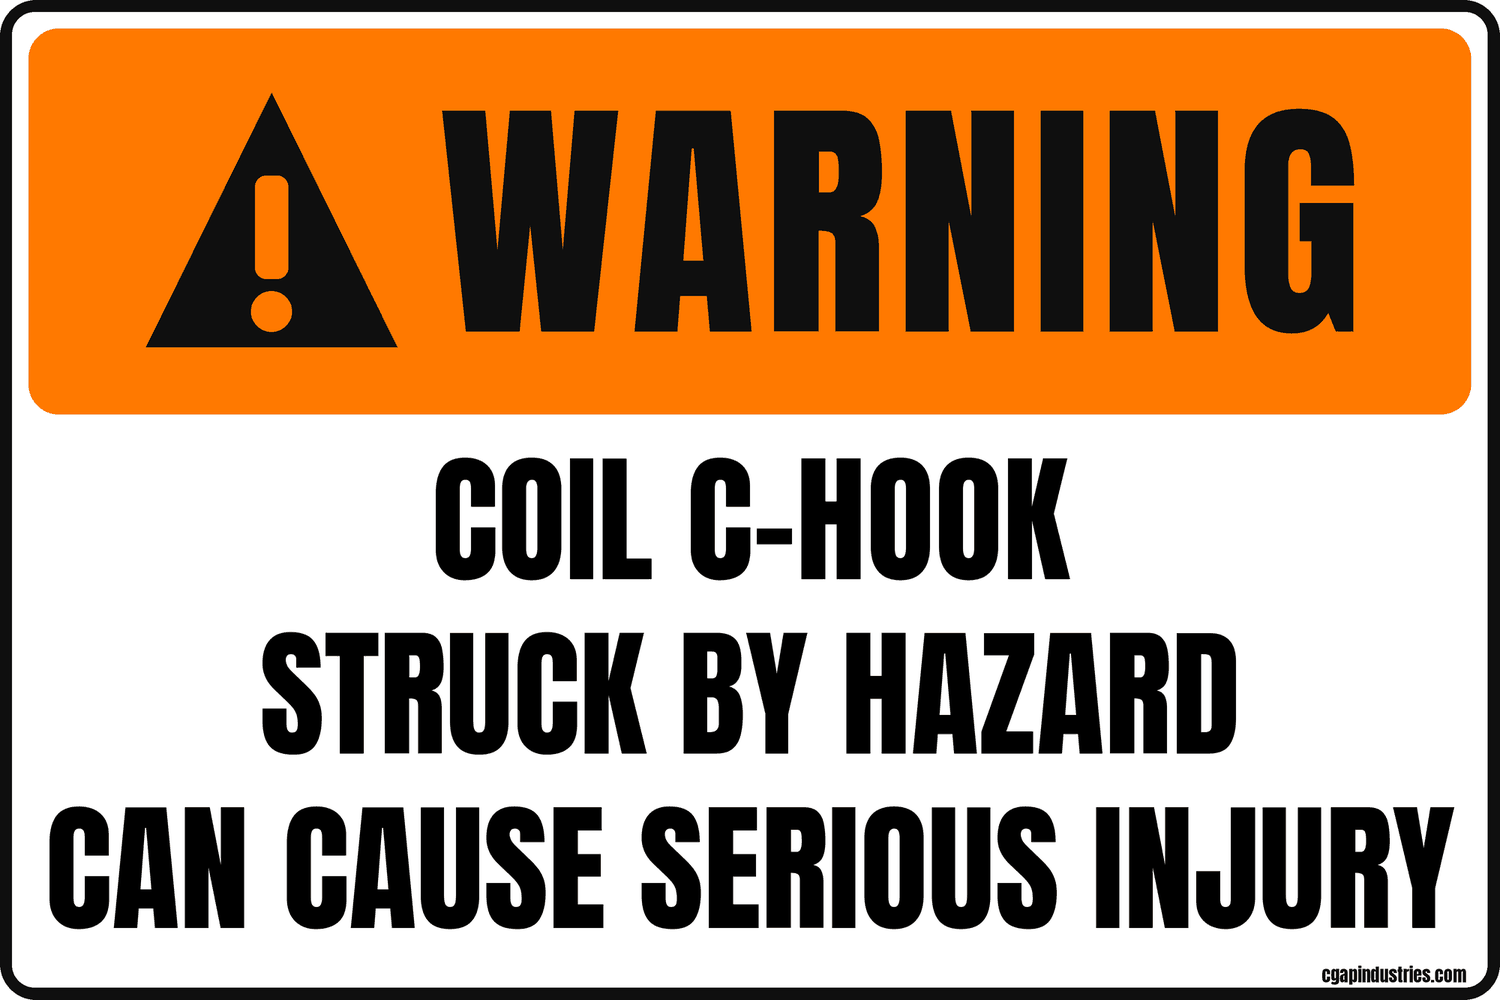 WARNING
COIL C-HOOK
STRUCK BY HAZARD
CAN CAUSE SERIOUS INJURY
cgapindustries.com